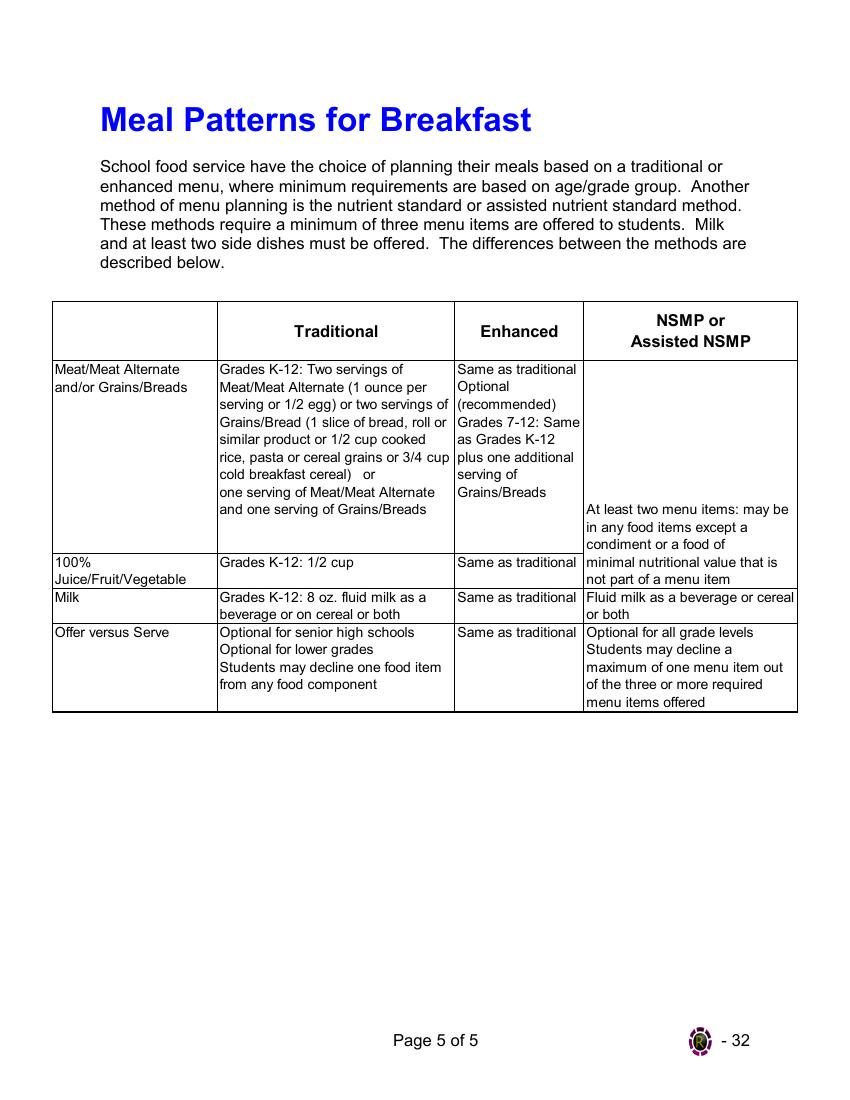 Meal Patterns for Breakfast
School food service have the choice of planning their meals based on a traditional or
enhanced menu, where minimum requirements are based on age/grade group.  Another
method of menu planning is the nutrient standard or assisted nutrient standard method.
These methods require a minimum of three menu items are offered to students.  Milk
and at least two side dishes must be offered.  The differences between the methods are
described below.
Traditional
Enhanced
NSMP or
Assisted NSMP
Meat/Meat Alternate
and/or Grains/Breads
Grades K-12: Two servings of
Meat/Meat Alternate (1 ounce per
serving or 1/2 egg) or two servings of
Grains/Bread (1 slice of bread, roll or
similar product or 1/2 cup cooked
rice, pasta or cereal grains or 3/4 cup
cold breakfast cereal)   or
one serving of Meat/Meat Alternate
and one serving of Grains/Breads
Same as traditional
Optional
(recommended)
Grades 7-12: Same
as Grades K-12
plus one additional
serving of
Grains/Breads
At least two menu items: may be
in any food items except a
condiment or a food of
minimal nutritional value that is
not part of a menu item
100%
Juice/Fruit/Vegetable
Grades K-12: 1/2 cup
Same as traditional
Milk
Grades K-12: 8 oz. fluid milk as a
beverage or on cereal or both
Same as traditional
Fluid milk as a beverage or cereal
or both
Offer versus Serve
Optional for senior high schools
Optional for lower grades
Students may decline one food item
from any food component
Same as traditional
Optional for all grade levels
Students may decline a
maximum of one menu item out
of the three or more required
menu items offered
Page 5 of 5
R - 32